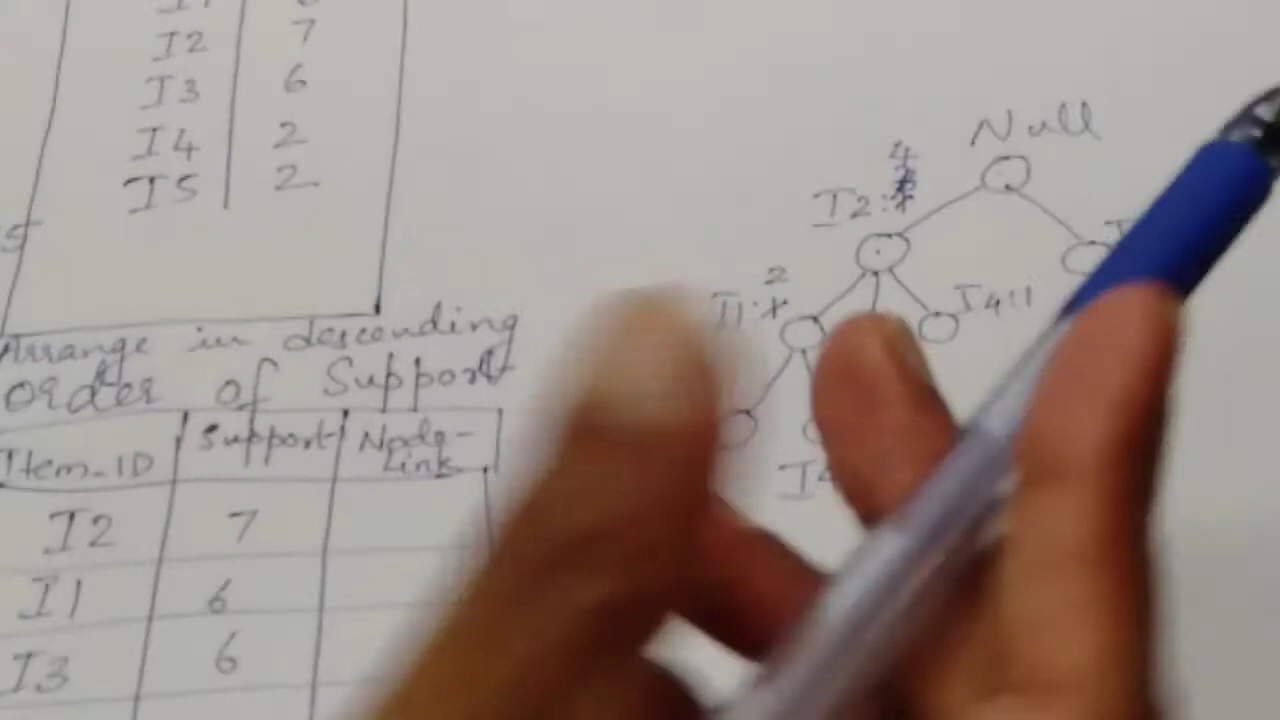 I2 7
I3 6
I4 2
I5 2
Arrange in descending
order of Support
Item-ID Support Node-Link
I2 7
I1 6
I3 6
Null
4
I2:
2
I1:
I4:1
I4